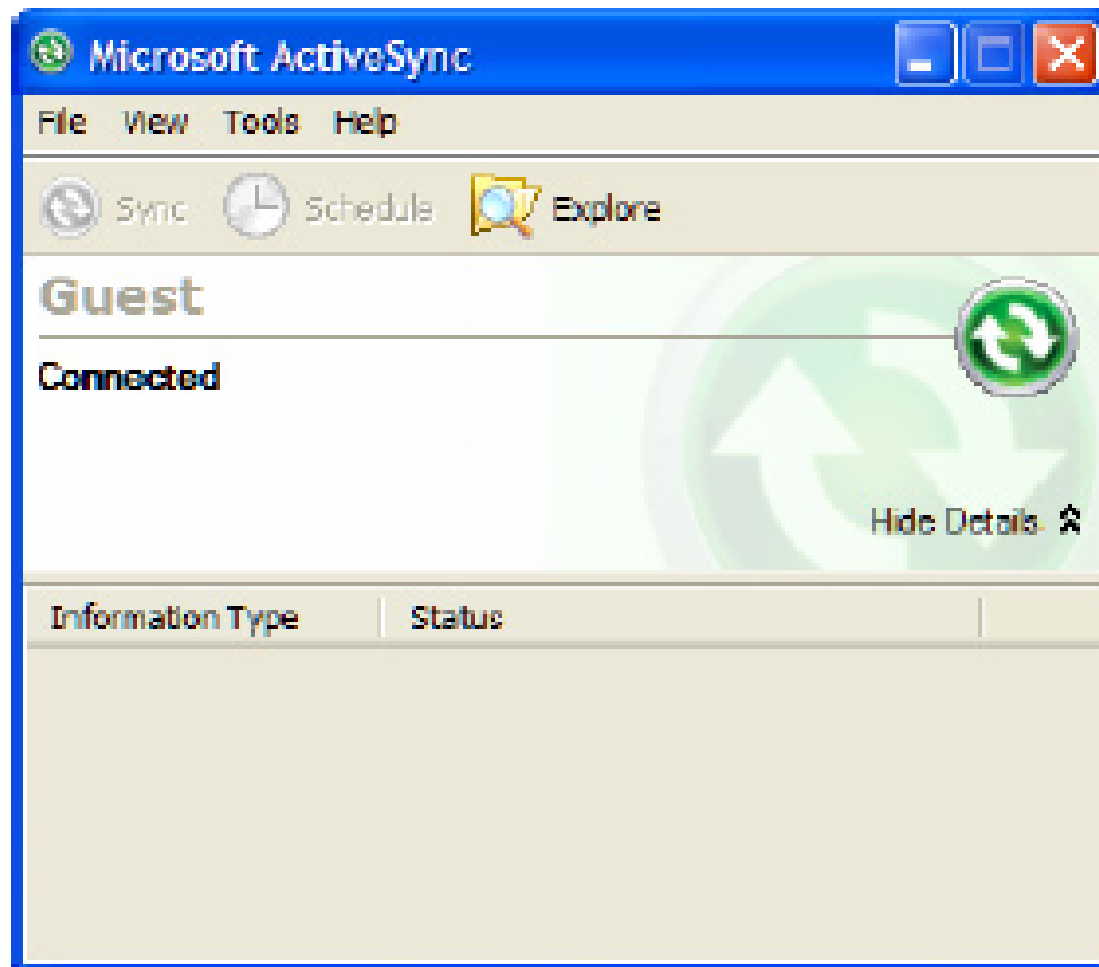 Microsoft ActiveSync
File View Tools Help
Sync Schedule Explore
Guest
Connected
Hide Details
Information Type Status